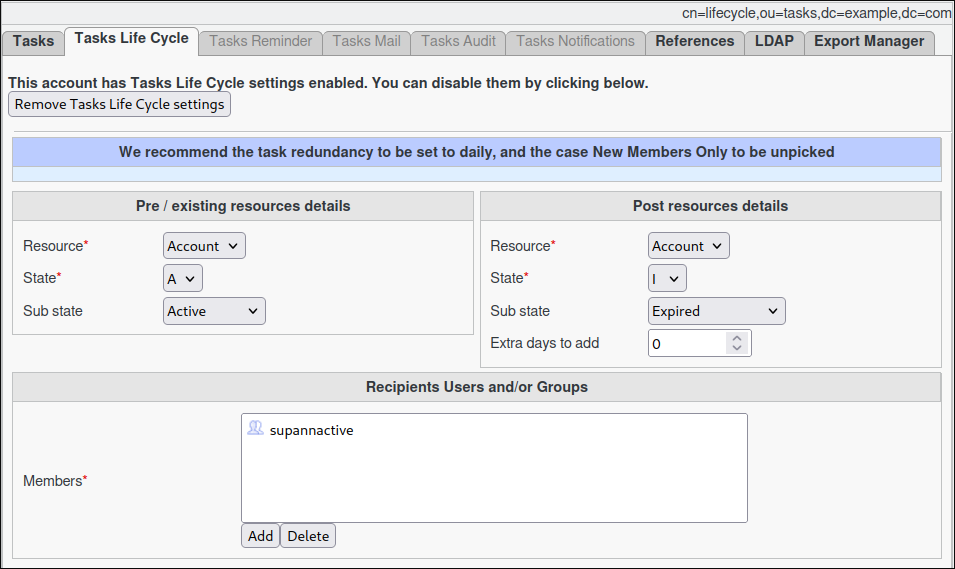 cn=lifecycle,ou=tasks,dc=example,dc=com
Tasks Tasks Life Cycle Tasks Reminder Tasks Mail Tasks Audit Tasks Notifications References LDAP Export Manager
This account has Tasks Life Cycle settings enabled. You can disable them by clicking below.
Remove Tasks Life Cycle settings
We recommend the task redundancy to be set to daily, and the case New Members Only to be unpicked
Pre / existing resources details
Resource* Account
State* A
Sub state Active
Post resources details
Resource* Account
State* I
Sub state Expired
Extra days to add 0
Recipients Users and/or Groups
Members*
supannactive
Add Delete